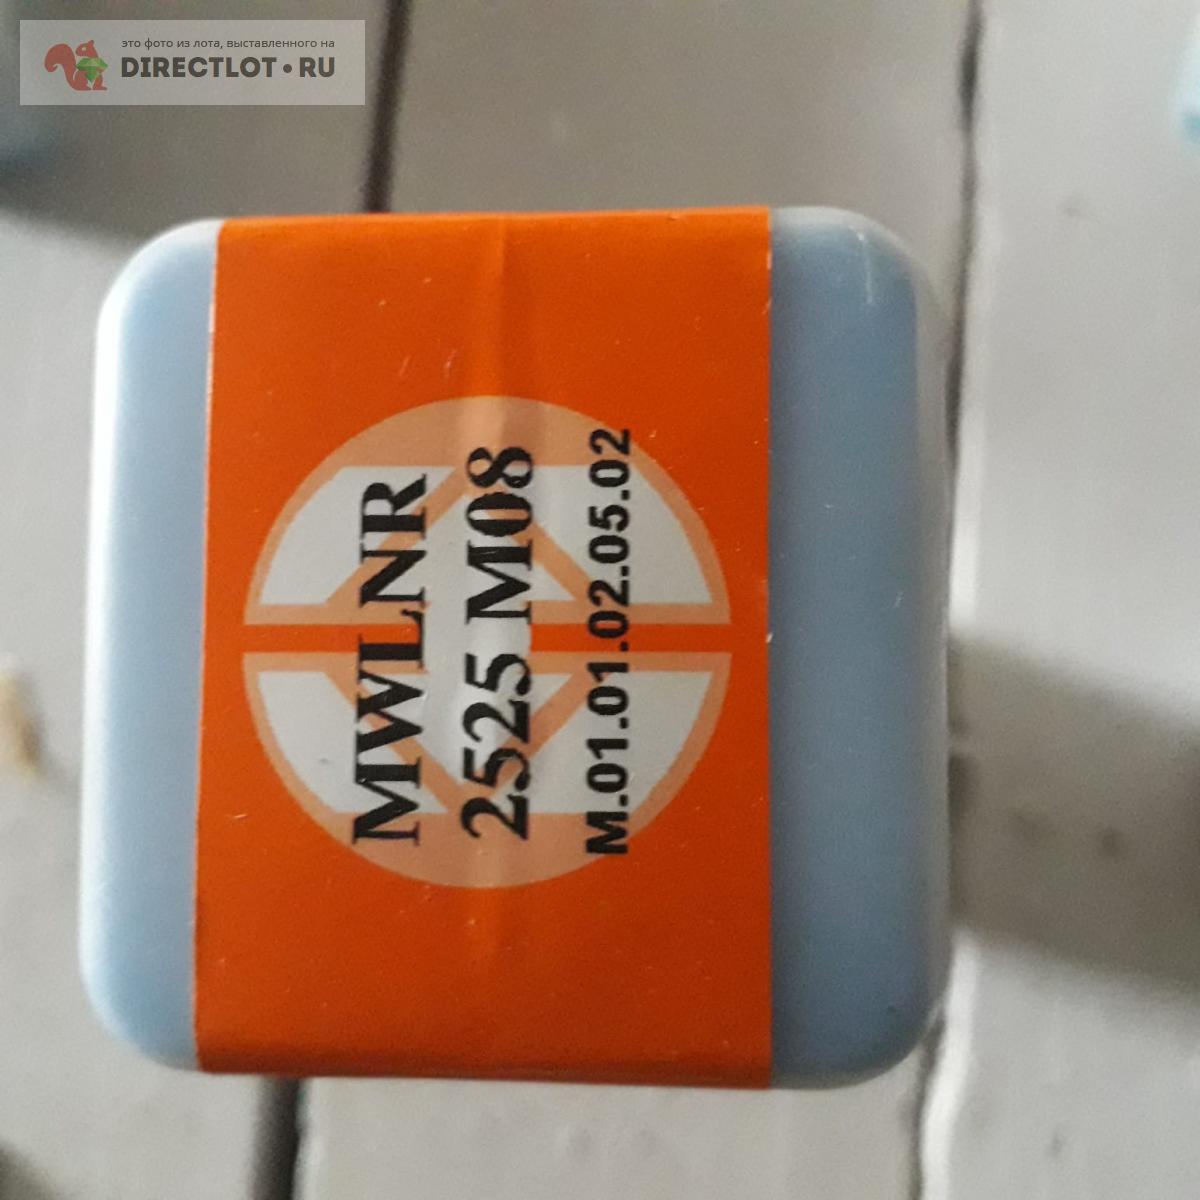 это фото из лота, выставленного на
DIRECTLOT•RU
MWLNR
2525 M08
M.01.01.02.05.02